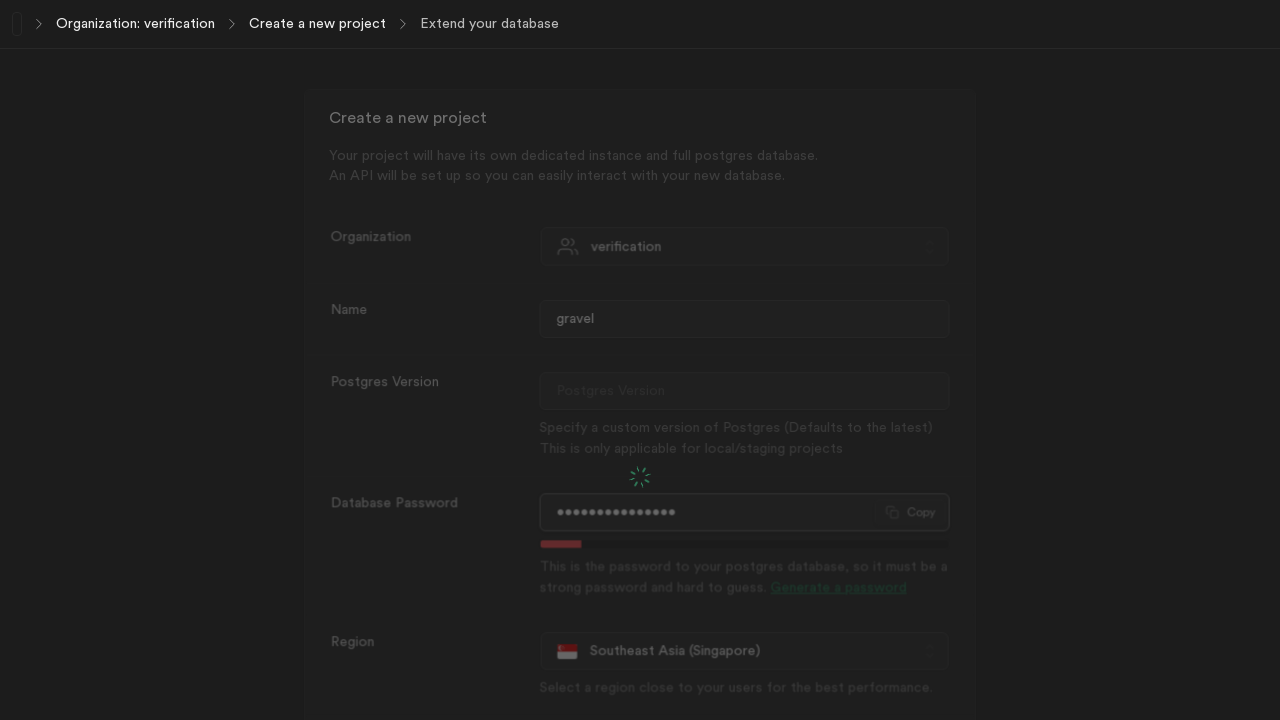 Organization: verification
Create a new project
Extend your database
Create a new project
Your project will have its own dedicated instance and full postgres database.
An API will be set up so you can easily interact with your new database.
Organization
verification
Name
gravel
Postgres Version
Postgres Version
Specify a custom version of Postgres (Defaults to the latest)
This is only applicable for local/staging projects
Database Password
•••••••••••••••
Copy
This is the password to your postgres database, so it must be a
strong password and hard to guess. Generate a password
Region
Southeast Asia (Singapore)
Select a region close to your users for the best performance.